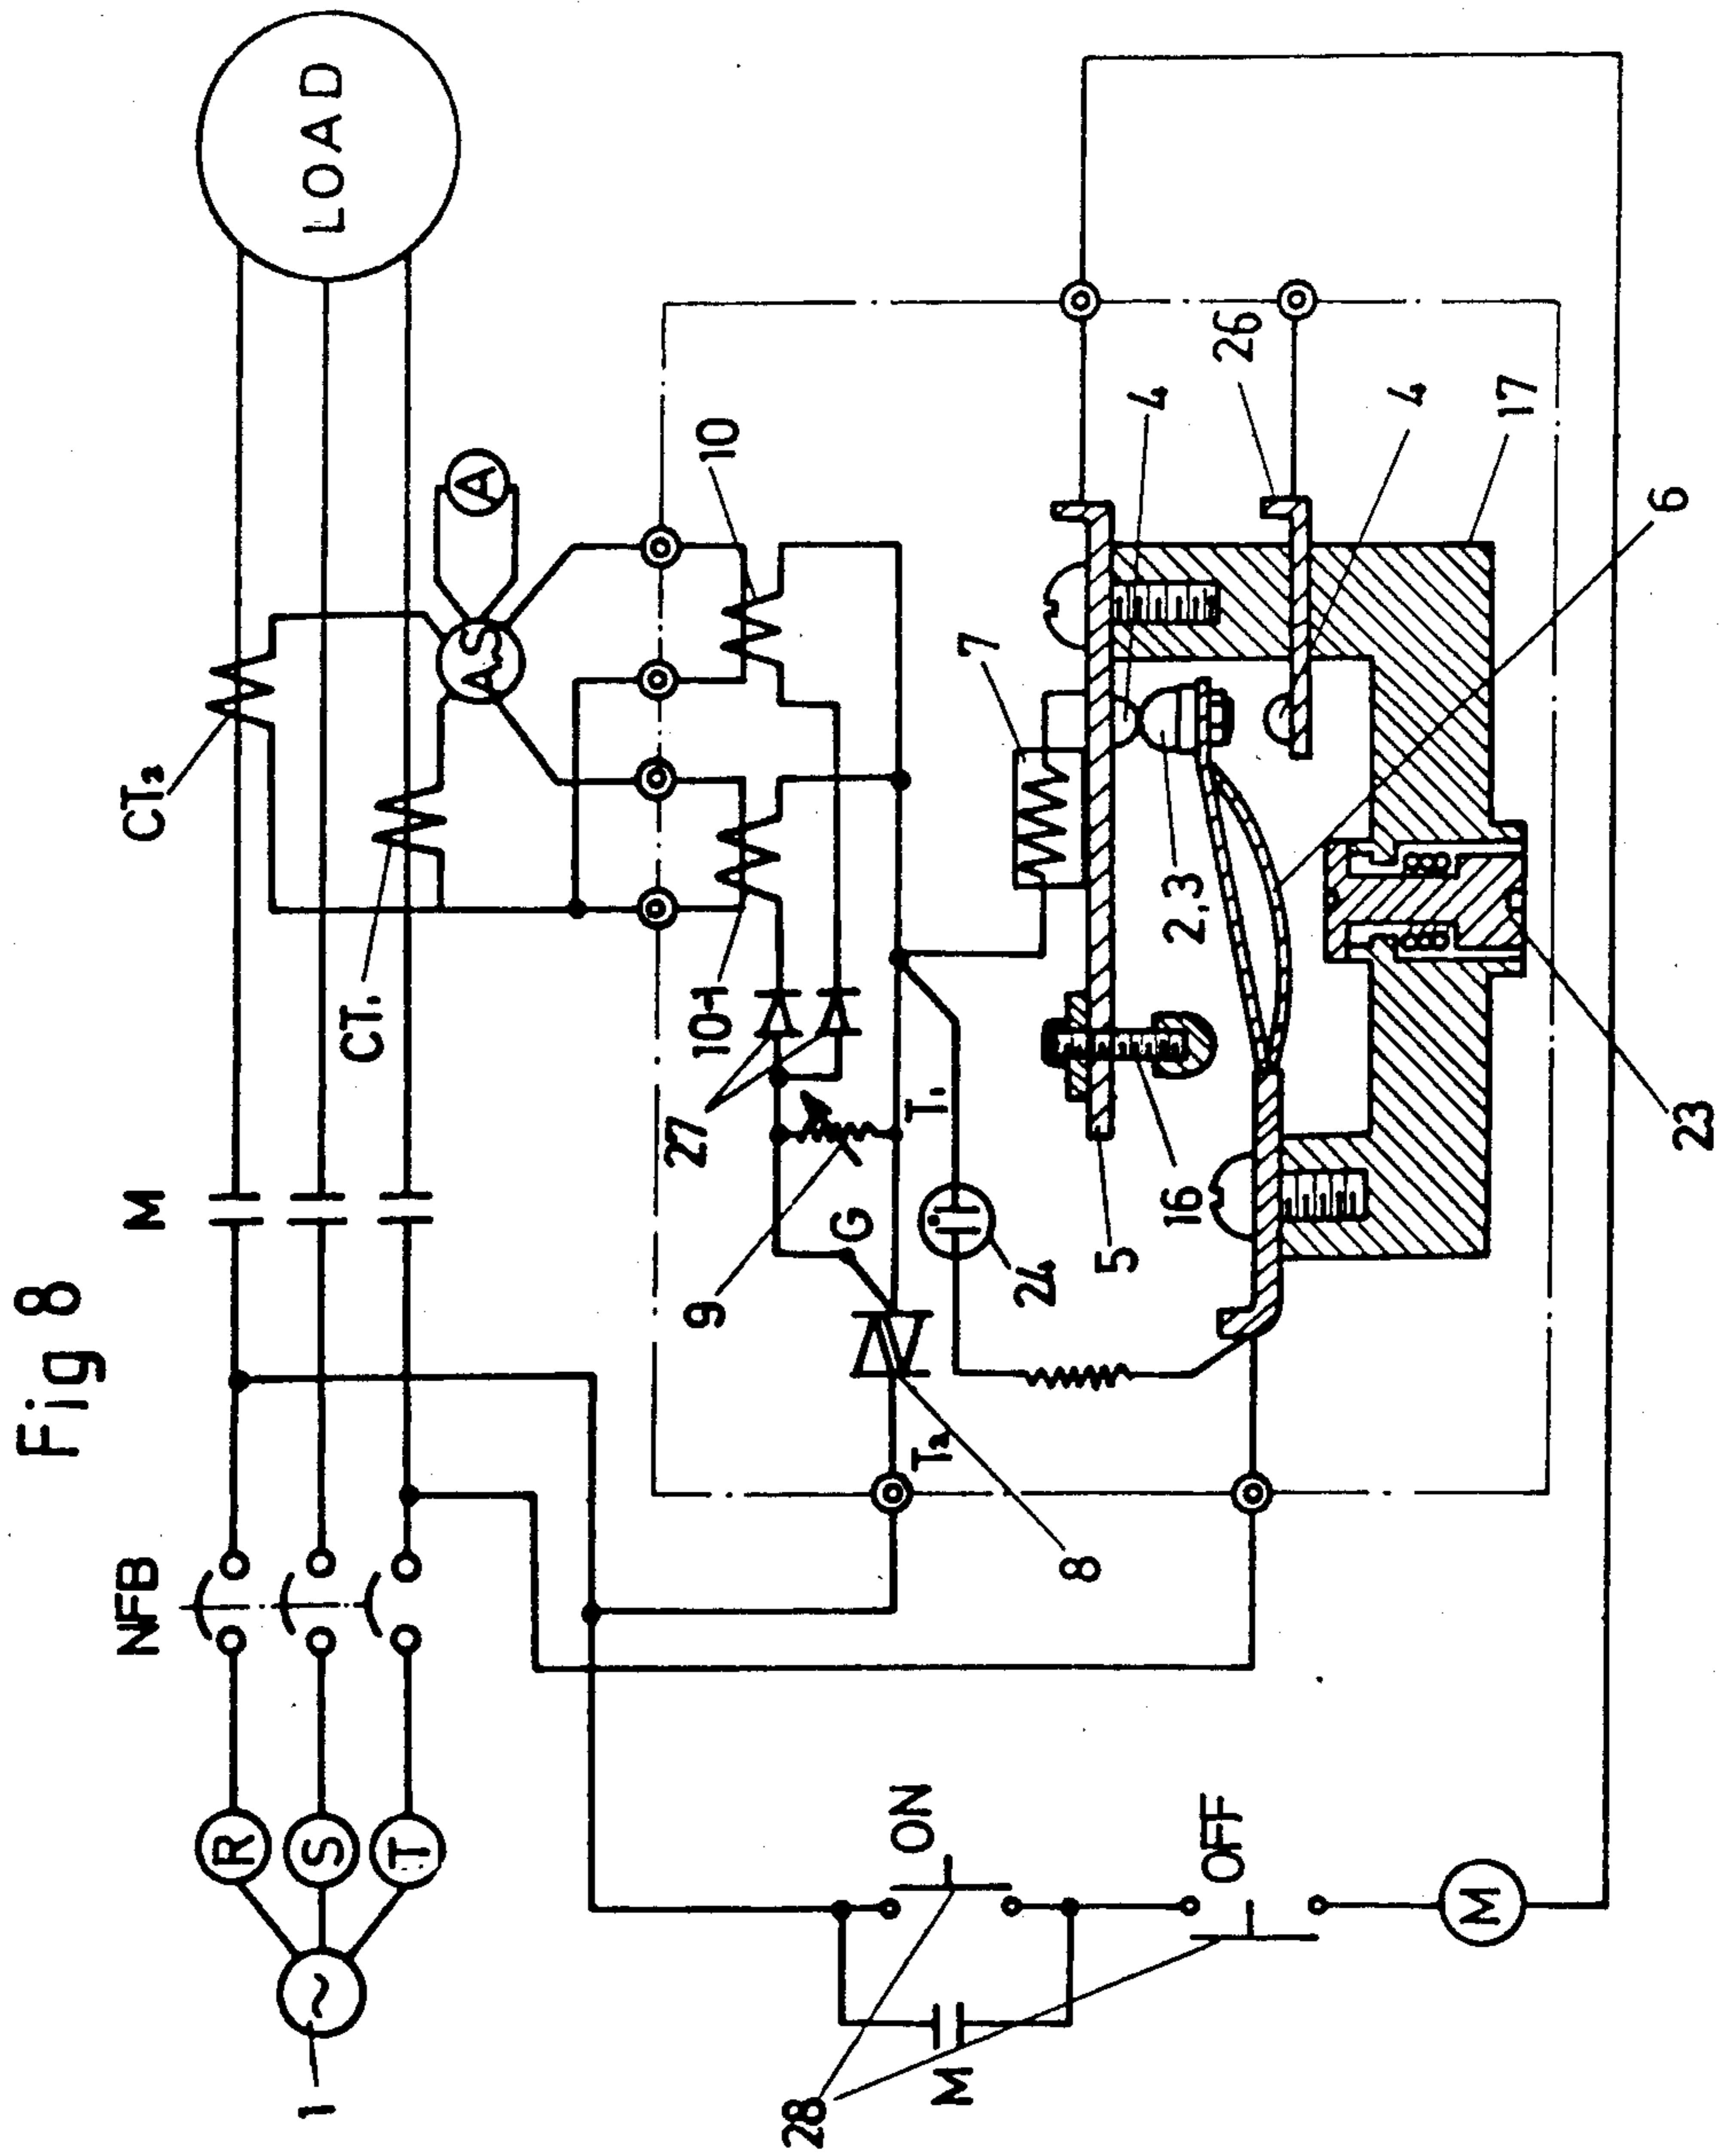 Fig 8
NFB
M
CT₂
CT₁
LOAD
R
S
T
1
~
AS
A
10
10-1
27
9
G
T₁
T₂
8
24
7
5
16
2,3
4
26
4
17
6
23
ON
OFF
M
M
28